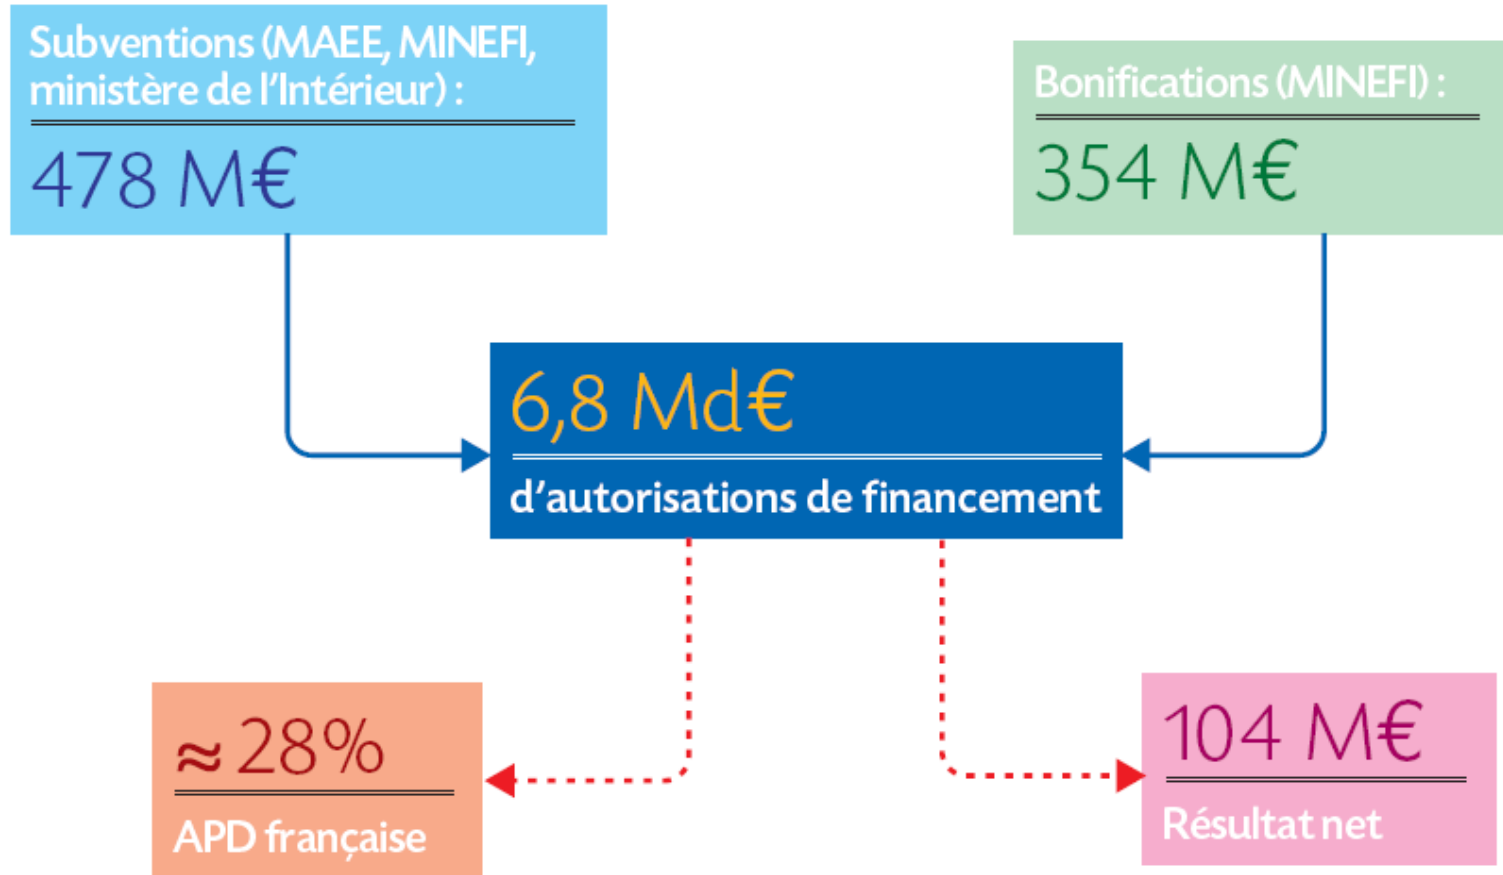 Subventions (MAEE, MINEFI,
ministère de l'Intérieur) :
478 M€
Bonifications (MINEFI) :
354 M€
6,8 Md€
d'autorisations de financement
≈ 28%
APD française
104 M€
Résultat net